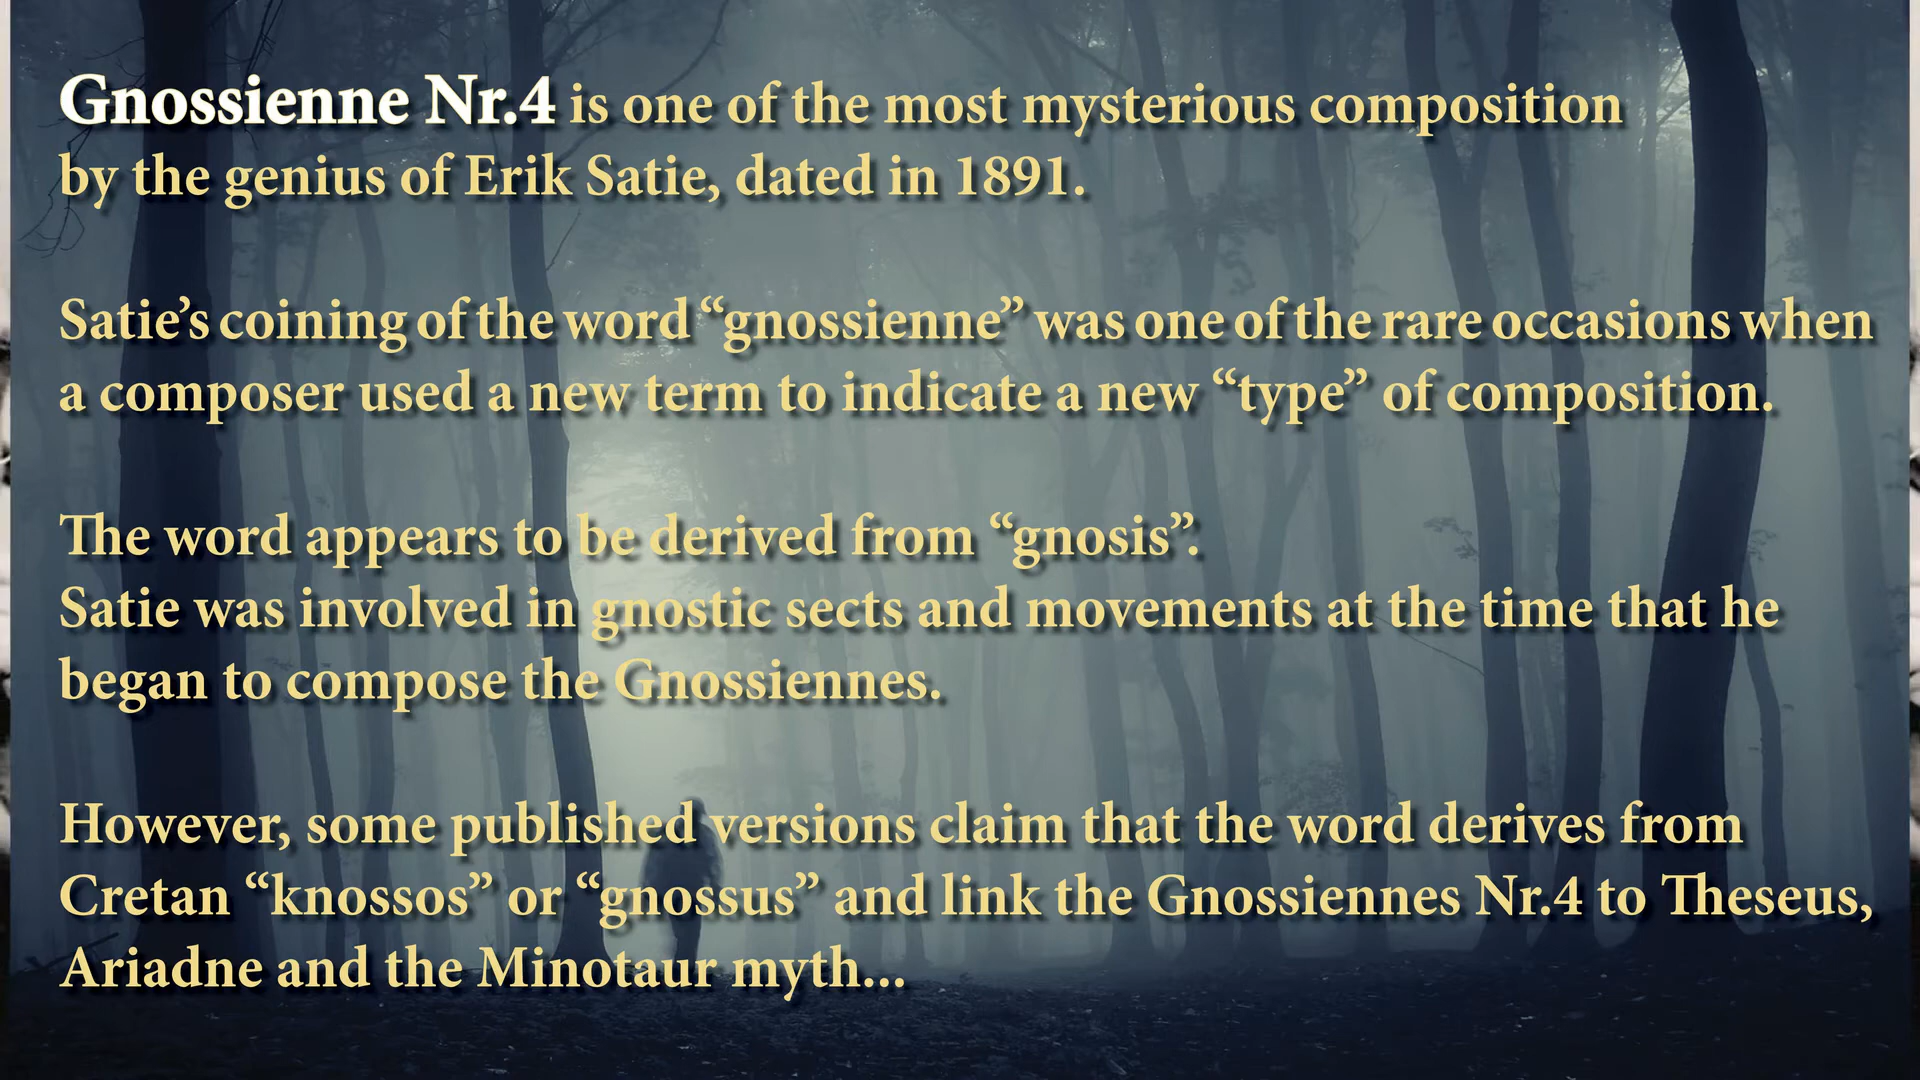 Gnossienne Nr.4 is one of the most mysterious composition
by the genius of Erik Satie, dated in 1891.
Satie’s coining of the word “gnossienne” was one of the rare occasions when
a composer used a new term to indicate a new “type” of composition.
The word appears to be derived from “gnosis”.
Satie was involved in gnostic sects and movements at the time that he
began to compose the Gnossiennes.
However, some published versions claim that the word derives from
Cretan “knossos” or “gnossus” and link the Gnossiennes Nr.4 to Theseus,
Ariadne and the Minotaur myth...